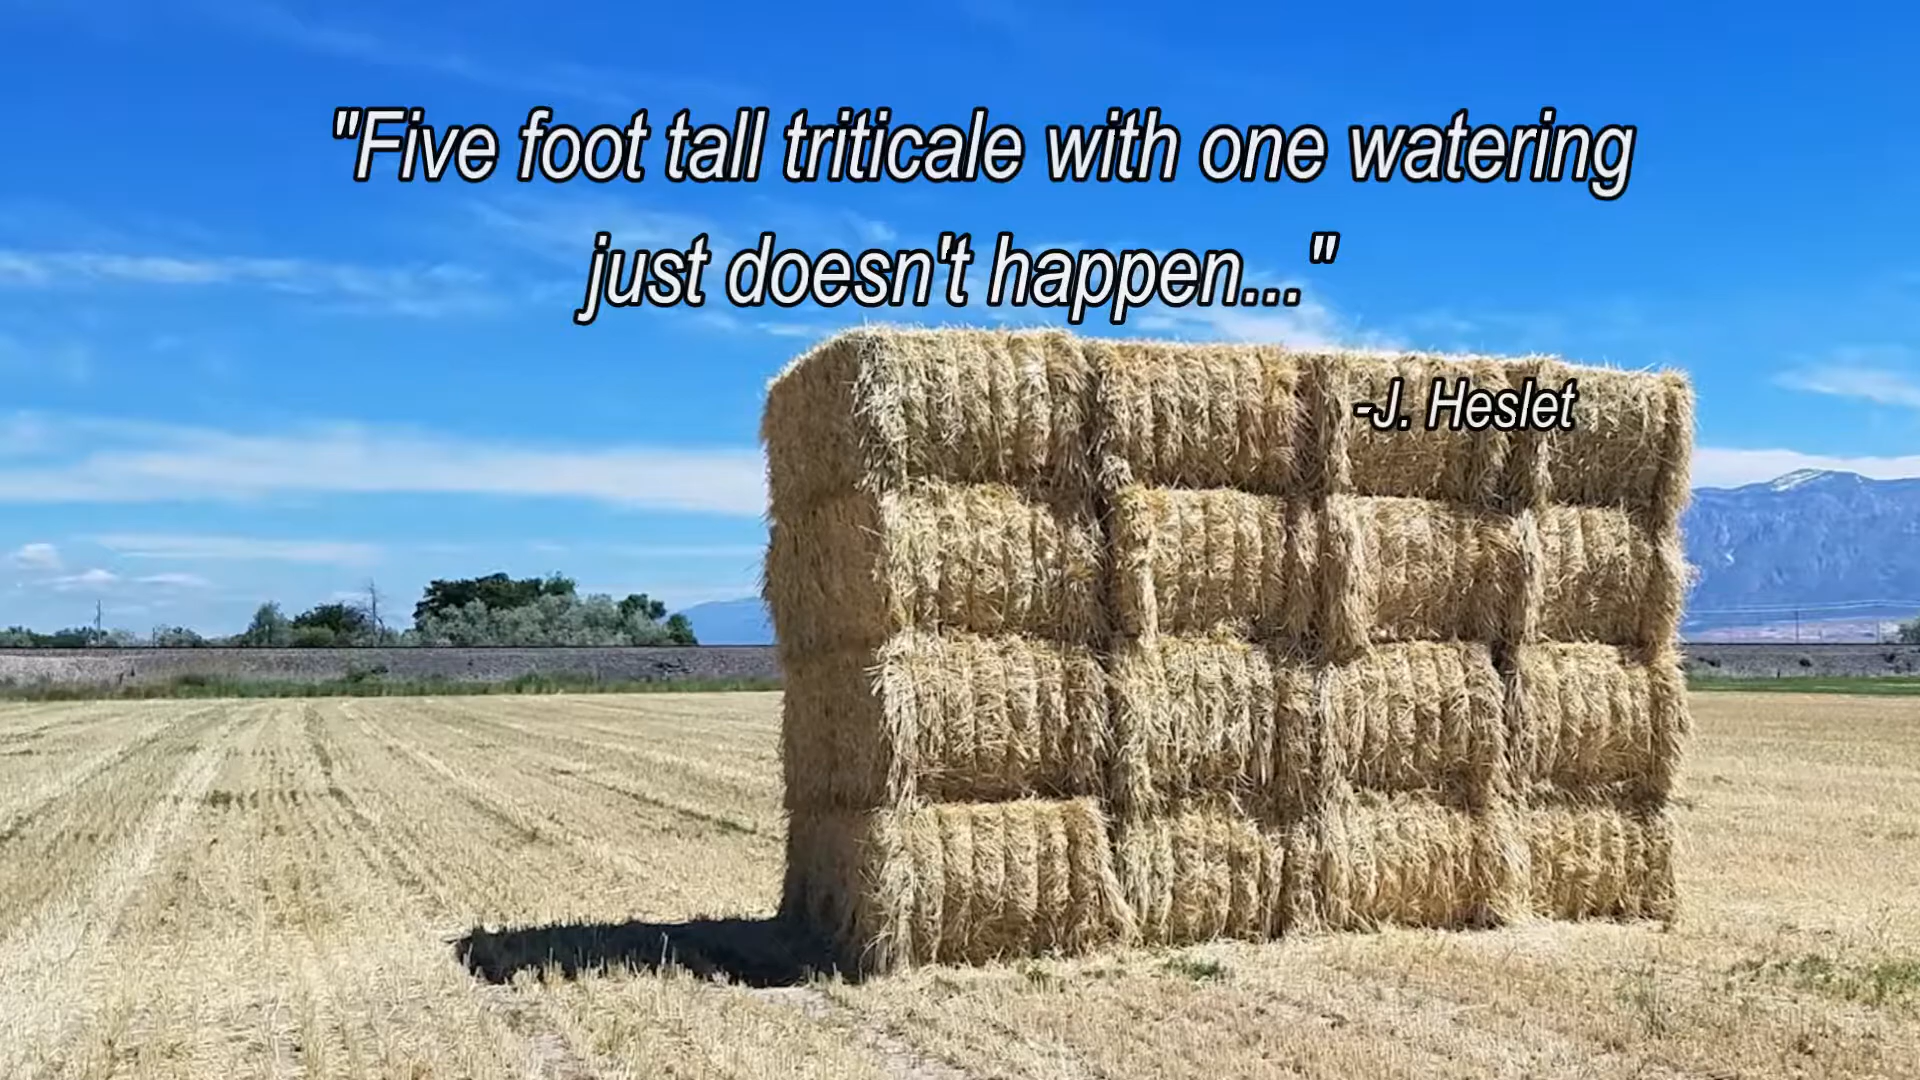 "Five foot tall triticale with one watering
just doesn't happen..."
-J. Heslet